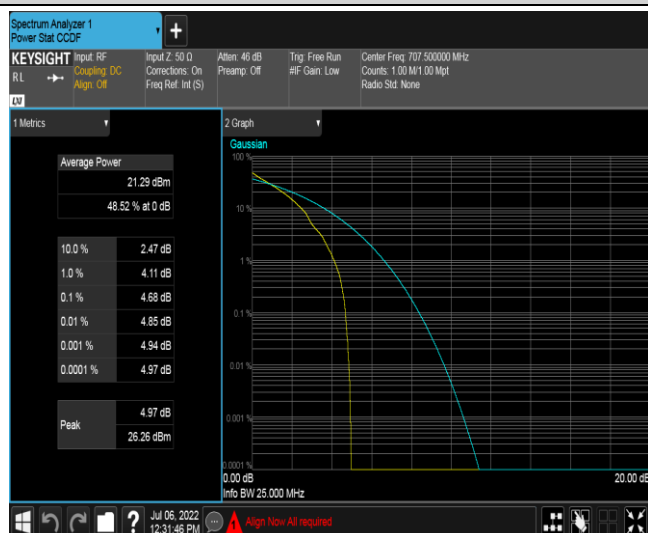 Spectrum Analyzer 1
Power Stat CCDF
+
KEYSIGHT
RL
LXI
Input: RF
Coupling: DC
Align: Off
Input Z: 50 Ω
Corrections: On
Freq Ref: Int (S)
Atten: 46 dB
Preamp: Off
Trig: Free Run
#IF Gain: Low
Center Freq: 707.500000 MHz
Counts: 1.00 M/1.00 Mpt
Radio Std: None
1 Metrics
Average Power
21.29 dBm
48.52 % at 0 dB
10.0 % 2.47 dB
1.0 % 4.11 dB
0.1 % 4.68 dB
0.01 % 4.85 dB
0.001 % 4.94 dB
0.0001 % 4.97 dB
Peak
4.97 dB
26.26 dBm
2 Graph
Gaussian
100 %
10 %
1 %
0.1 %
0.01 %
0.001 %
0.0001 %
0.00 dB 20.00 dB
Info BW 25.000 MHz
?
Jul 06, 2022
12:31:46 PM
Align Now All required